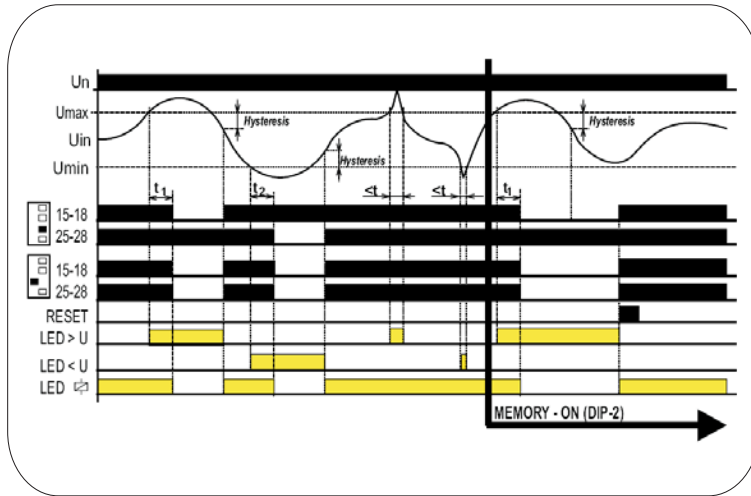 Un
Umax
Hysteresis
Hysteresis
Uin
Hysteresis
Umin
t1 t2 <t <t t1
15-18
25-28
15-18
25-28
RESET
LED > U
LED < U
LED
MEMORY - ON (DIP-2)